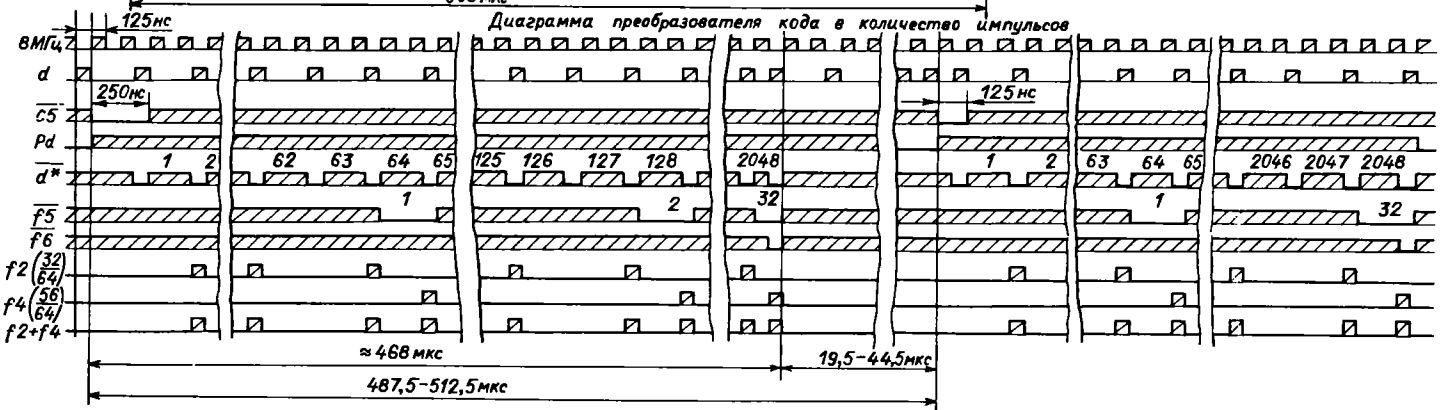 Диаграмма преобразователя кода в количество импульсов
125нс
8МГц
d
250нс
125нс
c5
Pd
1 2 62 63 64 65 125 126 127 128 2048 1 2 63 64 65 2046 2047 2048
d*
1 2 32 1 32
f5
f6
f2(32/64)
f4(56/64)
f2+f4
≈468мкс
19,5-44,5мкс
487,5-512,5мкс